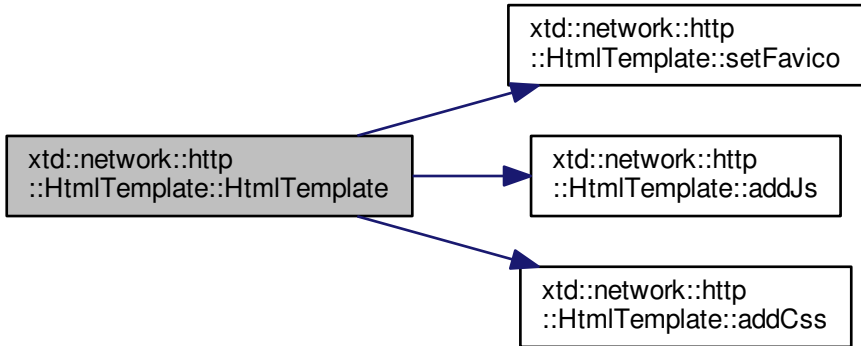 xtd::network::http
::HtmlTemplate::setFavico
xtd::network::http
::HtmlTemplate::HtmlTemplate
xtd::network::http
::HtmlTemplate::addJs
xtd::network::http
::HtmlTemplate::addCss